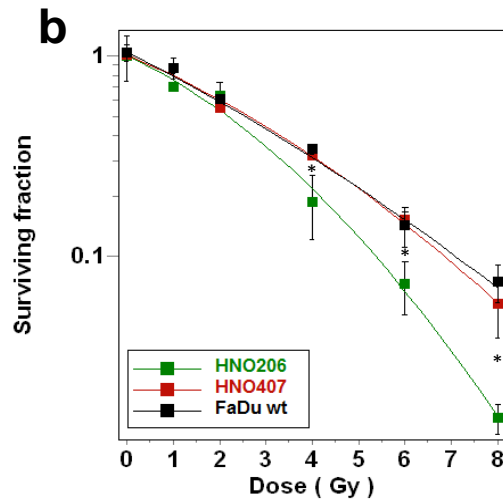 b
1
0.1
Surviving fraction
*
*
*
HNO206
HNO407
FaDu wt
0 1 2 3 4 5 6 7 8
Dose ( Gy )